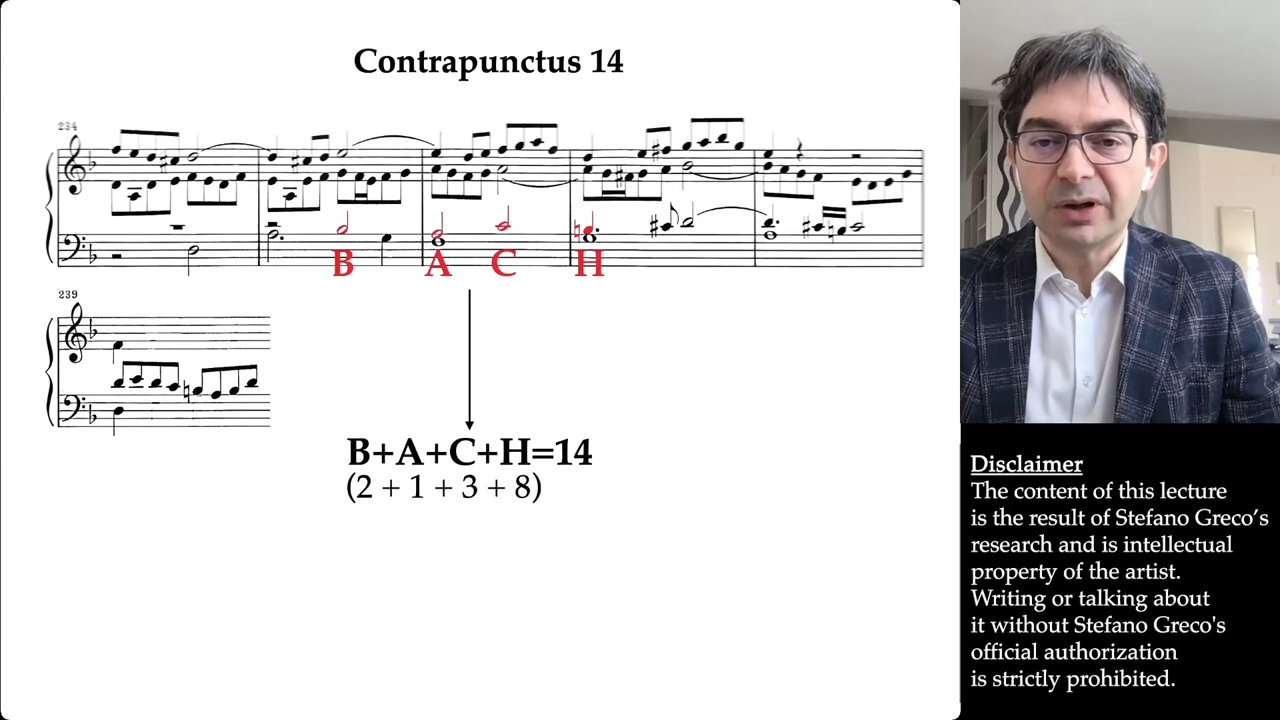 Contrapunctus 14
234
B A C H
239
B+A+C+H=14
(2 + 1 + 3 + 8)
Disclaimer
The content of this lecture
is the result of Stefano Greco’s
research and is intellectual
property of the artist.
Writing or talking about
it without Stefano Greco's
official authorization
is strictly prohibited.